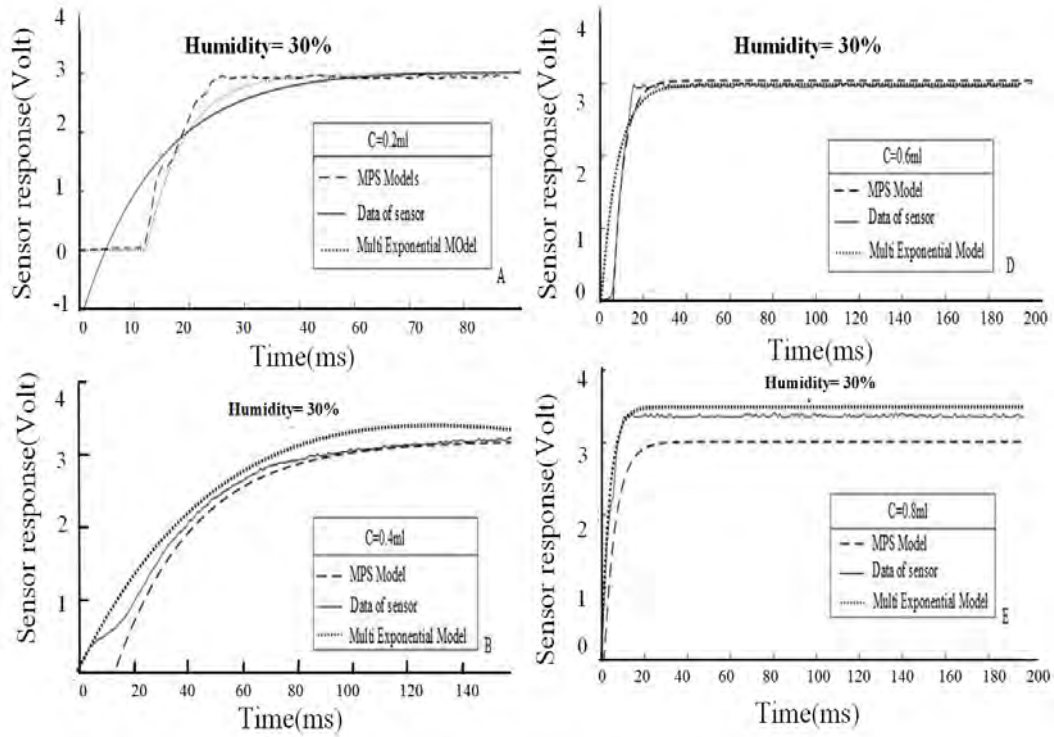 Sensor response(Volt)
4
3
2
1
0
-1
Humidity= 30%
C=0.2ml
MPS Models
Data of sensor
Multi Exponential MOdel
A
0
10
20
30
40
50
60
70
80
Time(ms)
Sensor response(Volt)
4
3
2
1
0
Humidity= 30%
C=0.6ml
MPS Model
Data of sensor
Multi Exponential Model
D
0
20
40
60
80
100
120
140
160
180
200
Time(ms)
Sensor response(Volt)
4
3
2
1
Humidity= 30%
C=0.4ml
MPS Model
Data of sensor
Multi Exponential Model
B
0
20
40
60
80
100
120
140
Time(ms)
Sensor response(Volt)
4
3
2
1
0
Humidity= 30%
C=0.8ml
MPS Model
Data of sensor
Multi Exponential Model
E
0
20
40
60
80
100
120
140
160
180
200
Time(ms)